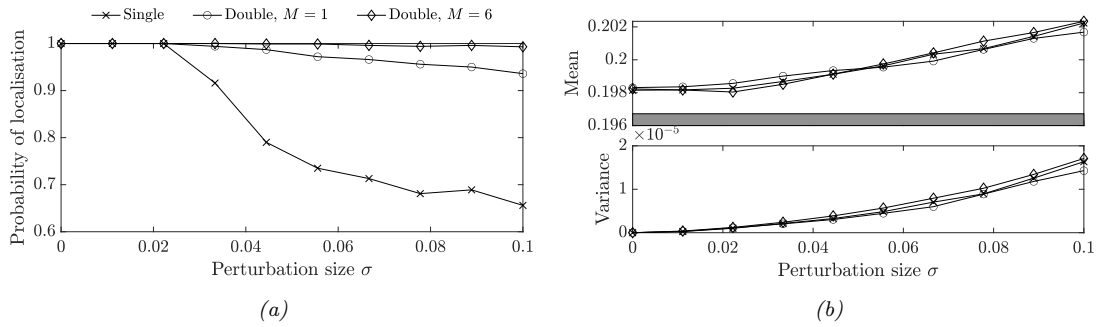 Single Double, M = 1 Double, M = 6
1
0.9
0.8
0.7
0.6
Probability of localisation
0 0.02 0.04 0.06 0.08 0.1
Perturbation size σ
(a)
0.202
0.2
0.198
0.196
Mean
×10⁻⁵
2
1
0
Variance
0 0.02 0.04 0.06 0.08 0.1
Perturbation size σ
(b)